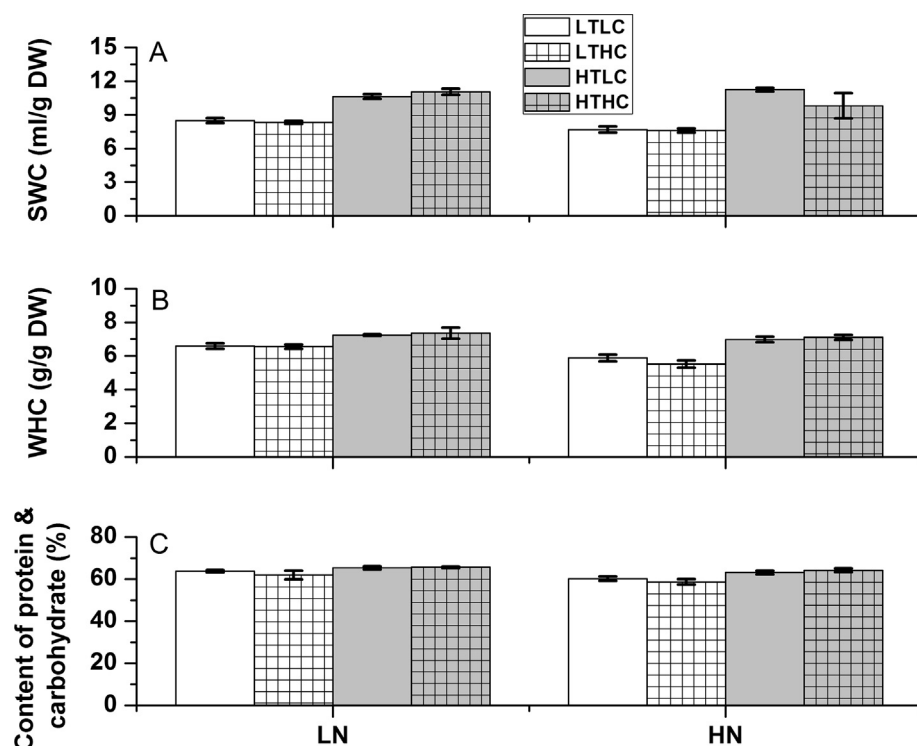 A
LTLC
LTHC
HTLC
HTHC
SWC (ml/g DW)
15
12
9
6
3
0
B
WHC (g/g DW)
10
8
6
4
2
0
C
Content of protein &
carbohydrate (%)
80
60
40
20
0
LN
HN